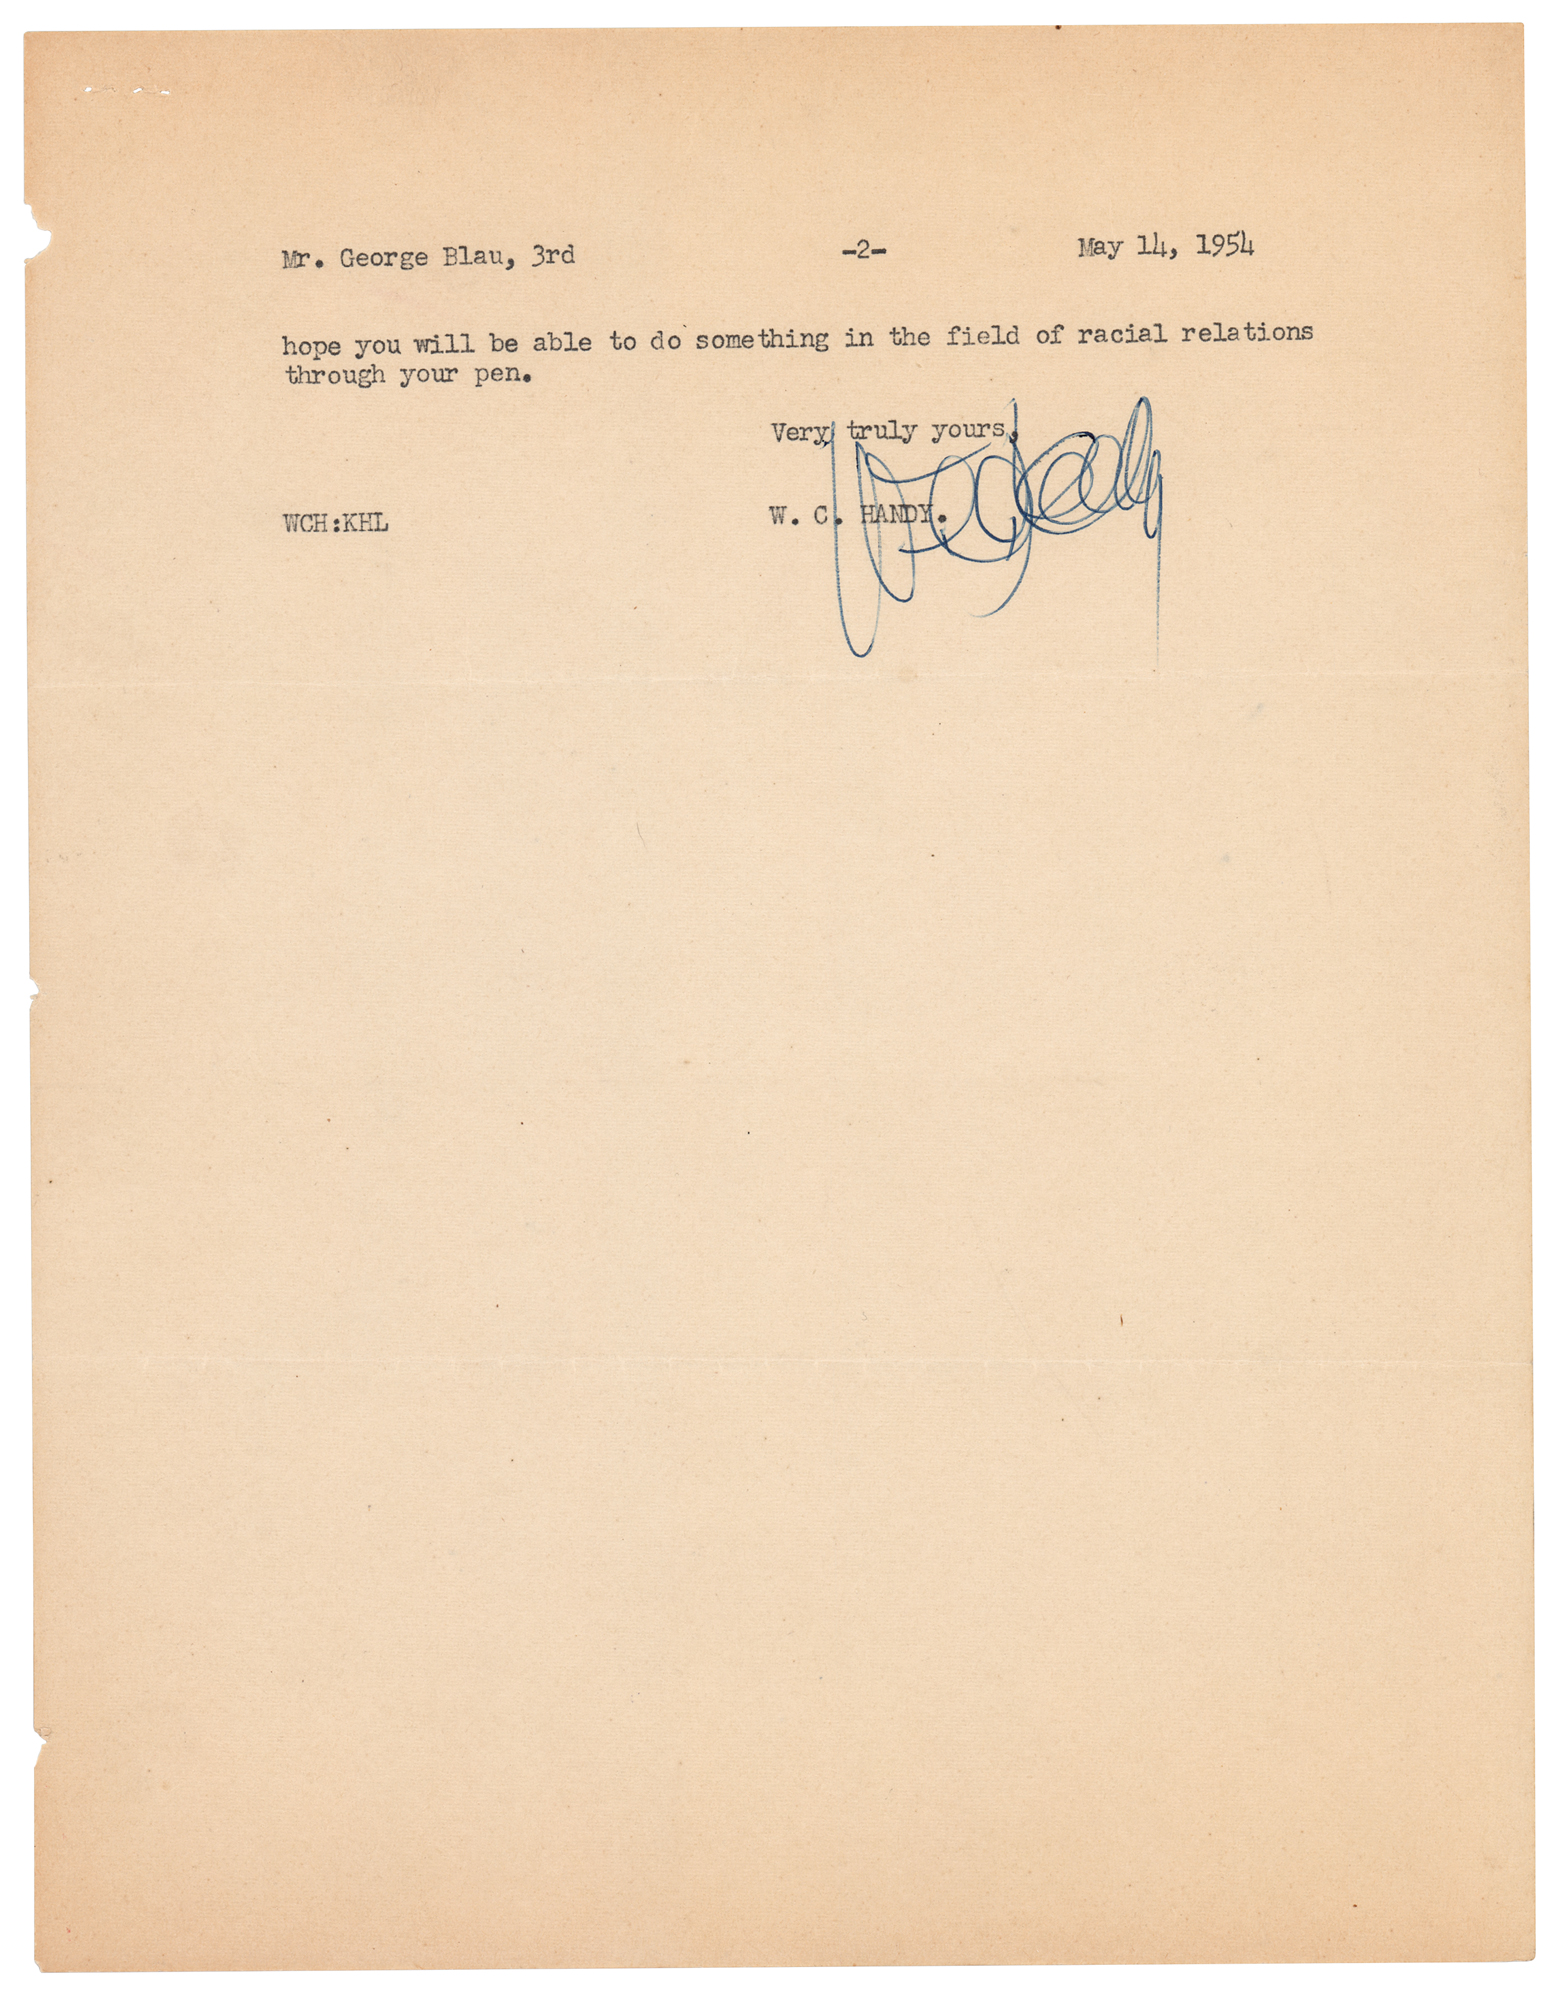 Mr. George Blau, 3rd -2- May 14, 1954
hope you will be able to do something in the field of racial relations
through your pen.
Very truly yours,
WCH:KHL W. C. HANDY.